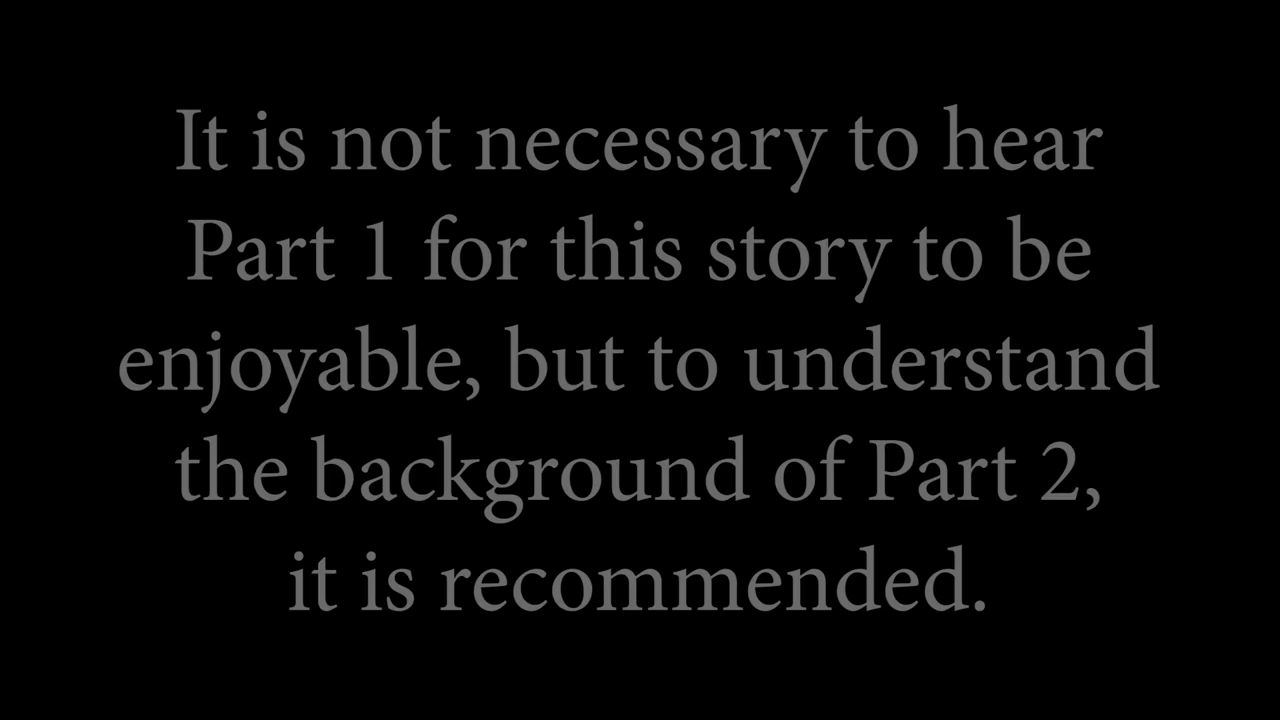 It is not necessary to hear
Part 1 for this story to be
enjoyable, but to understand
the background of Part 2,
it is recommended.